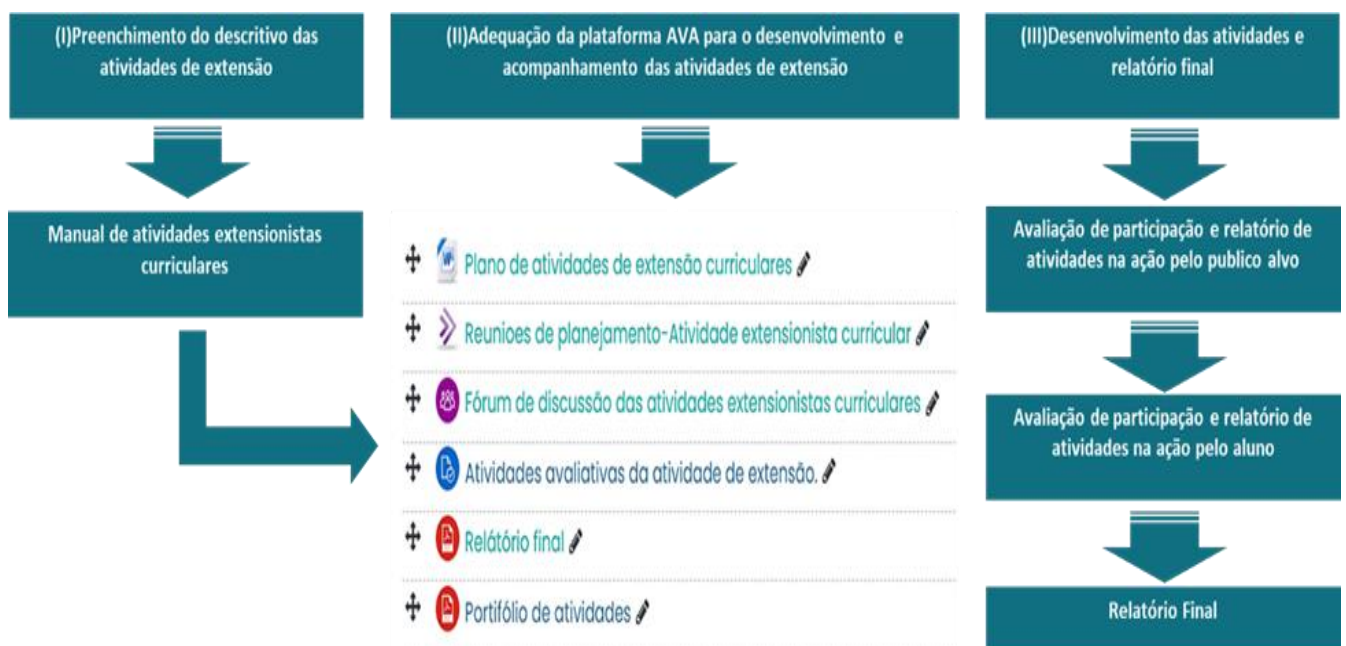 (I)Preenchimento do descritivo das
atividades de extensão
Manual de atividades extensionistas
curriculares
(II)Adequação da plataforma AVA para o desenvolvimento e
acompanhamento das atividades de extensão
Plano de atividades de extensão curriculares
Reunioes de planejamento-Atividade extensionista curricular
Fórum de discussão das atividades extensionistas curriculares
Atividades avaliativas da atividade de extensão.
Relátório final
Portifólio de atividades
(III)Desenvolvimento das atividades e
relatório final
Avaliação de participação e relatório de
atividades na ação pelo publico alvo
Avaliação de participação e relatório de
atividades na ação pelo aluno
Relatório Final